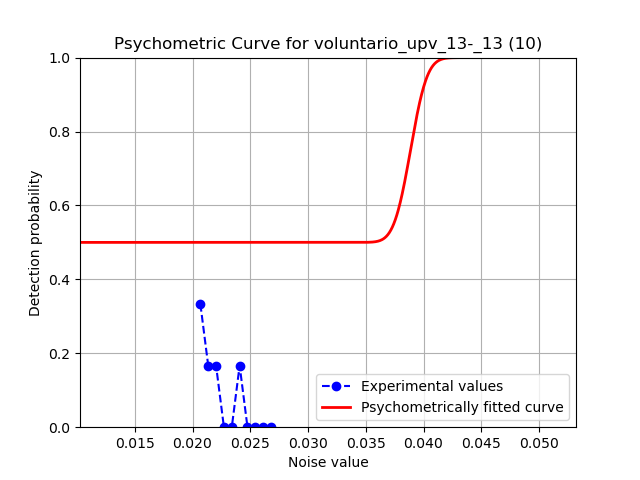 Psychometric Curve for voluntario_upv_13-_13 (10)
1.0
0.8
0.6
0.4
0.2
0.0
Detection probability
Experimental values
Psychometrically fitted curve
0.015 0.020 0.025 0.030 0.035 0.040 0.045 0.050
Noise value